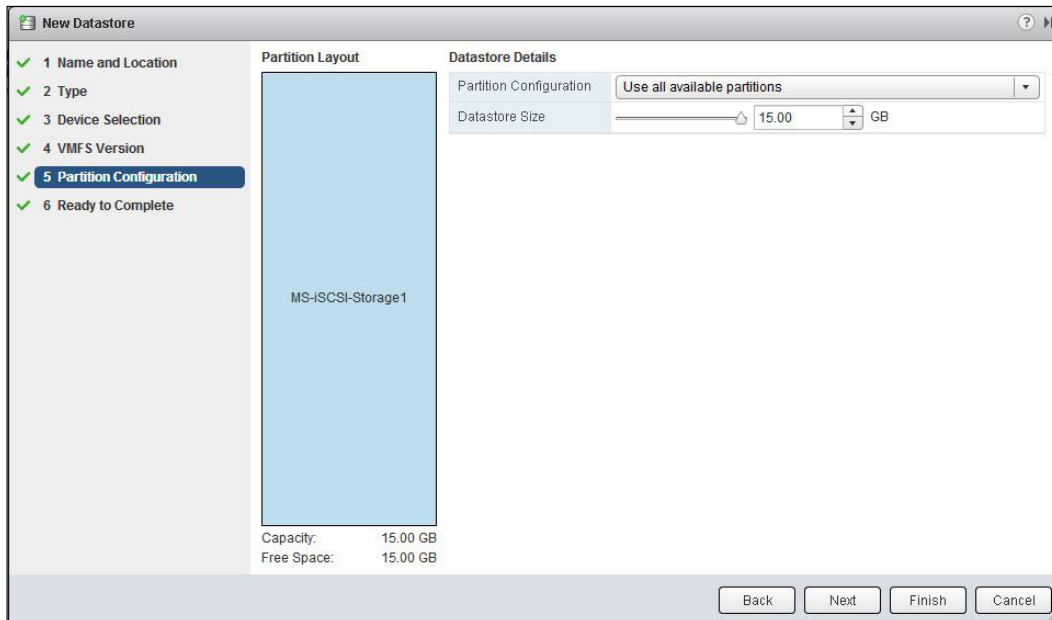 New Datastore
?
1 Name and Location
2 Type
3 Device Selection
4 VMFS Version
5 Partition Configuration
6 Ready to Complete
Partition Layout
MS-iSCSI-Storage1
Capacity: 15.00 GB
Free Space: 15.00 GB
Datastore Details
Partition Configuration Use all available partitions
Datastore Size 15.00 GB
Back Next Finish Cancel